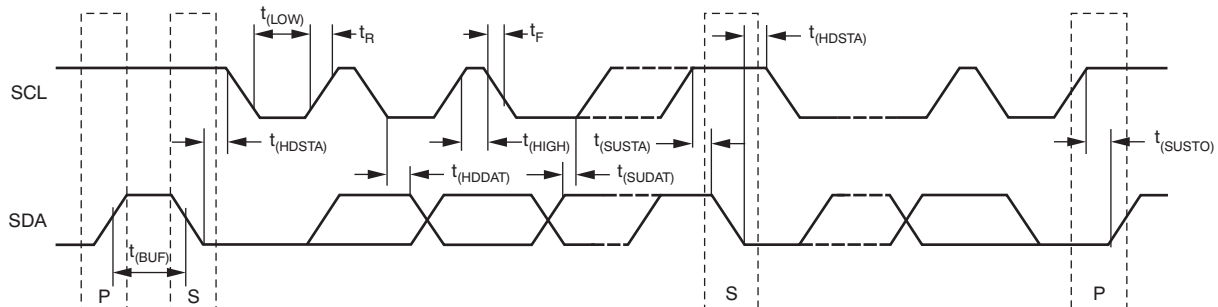 t(LOW)
tR
tF
t(HDSTA)
SCL
t(HDSTA)
t(HIGH)
t(SUSTA)
t(SUSTO)
t(HDDAT)
t(SUDAT)
SDA
t(BUF)
P
S
S
P